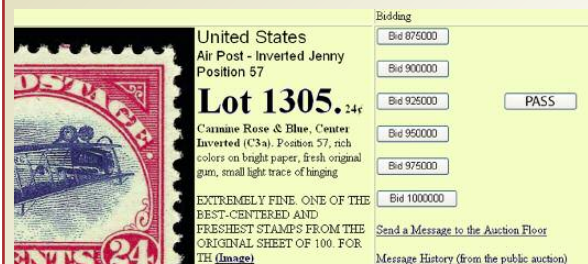 Bidding
United States
Air Post - Inverted Jenny
Position 57
Lot 1305. 24¢
Carmine Rose & Blue, Center
Inverted (C3a). Position 57, rich
colors on bright paper, fresh original
gum, small light trace of hinging
EXTREMELY FINE. ONE OF THE
BEST-CENTERED AND
FRESHEST STAMPS FROM THE
ORIGINAL SHEET OF 100. FOR
TH (Image)
Bid 875000
Bid 900000
Bid 925000
Bid 950000
Bid 975000
Bid 1000000
PASS
Send a Message to the Auction Floor
Message History (from the public auction)
OSTAGE
ENTS 24